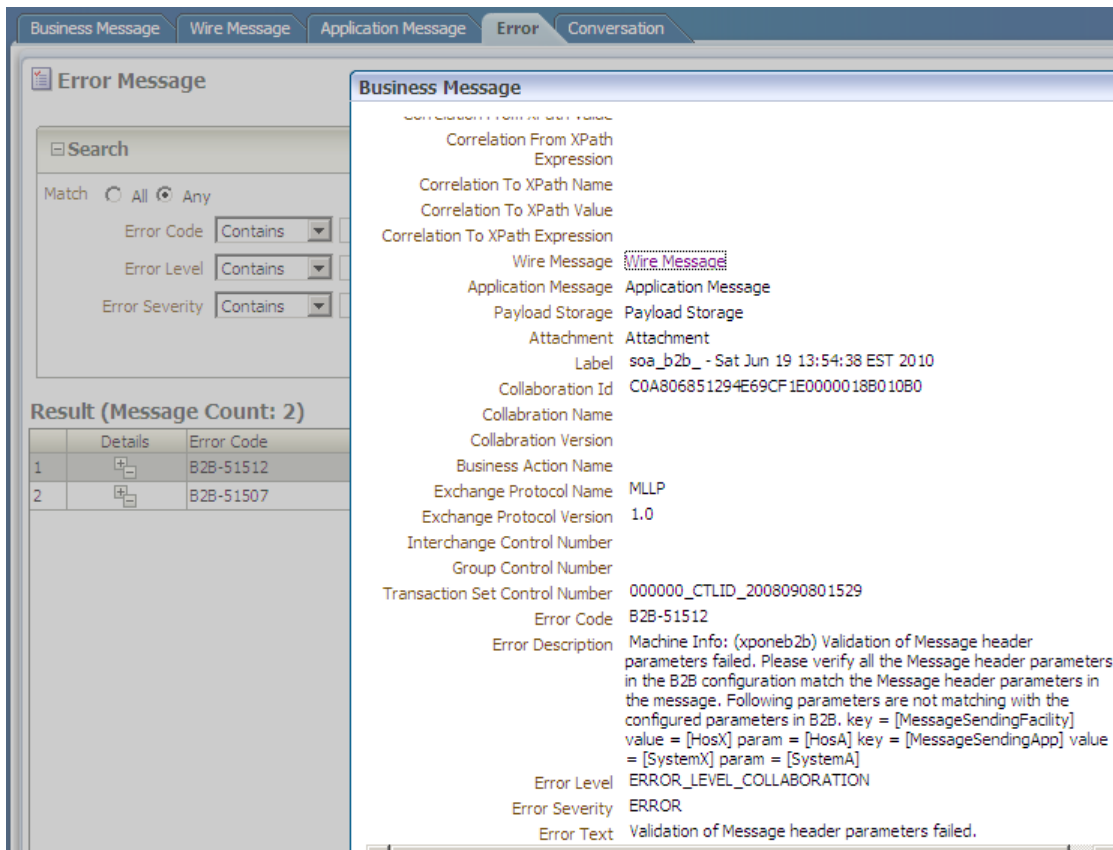 Business Message
Wire Message
Application Message
Error
Conversation
Error Message
Search
Match All Any
Error Code Contains
Error Level Contains
Error Severity Contains
Result (Message Count: 2)
Details Error Code
1 B2B-51512
2 B2B-51507
Business Message
Correlation From XPath Value
Correlation From XPath
Expression
Correlation To XPath Name
Correlation To XPath Value
Correlation To XPath Expression
Wire Message Wire Message
Application Message Application Message
Payload Storage Payload Storage
Attachment Attachment
Label soa_b2b_ - Sat Jun 19 13:54:38 EST 2010
Collaboration Id C0A806851294E69CF1E0000018B010B0
Collabration Name
Collabration Version
Business Action Name
Exchange Protocol Name MLLP
Exchange Protocol Version 1.0
Interchange Control Number
Group Control Number
Transaction Set Control Number 000000_CTLID_2008090801529
Error Code B2B-51512
Error Description Machine Info: (xponeb2b) Validation of Message header
parameters failed. Please verify all the Message header parameters
in the B2B configuration match the Message header parameters in
the message. Following parameters are not matching with the
configured parameters in B2B. key = [MessageSendingFacility]
value = [HosX] param = [HosA] key = [MessageSendingApp] value
= [SystemX] param = [SystemA]
Error Level ERROR_LEVEL_COLLABORATION
Error Severity ERROR
Error Text Validation of Message header parameters failed.